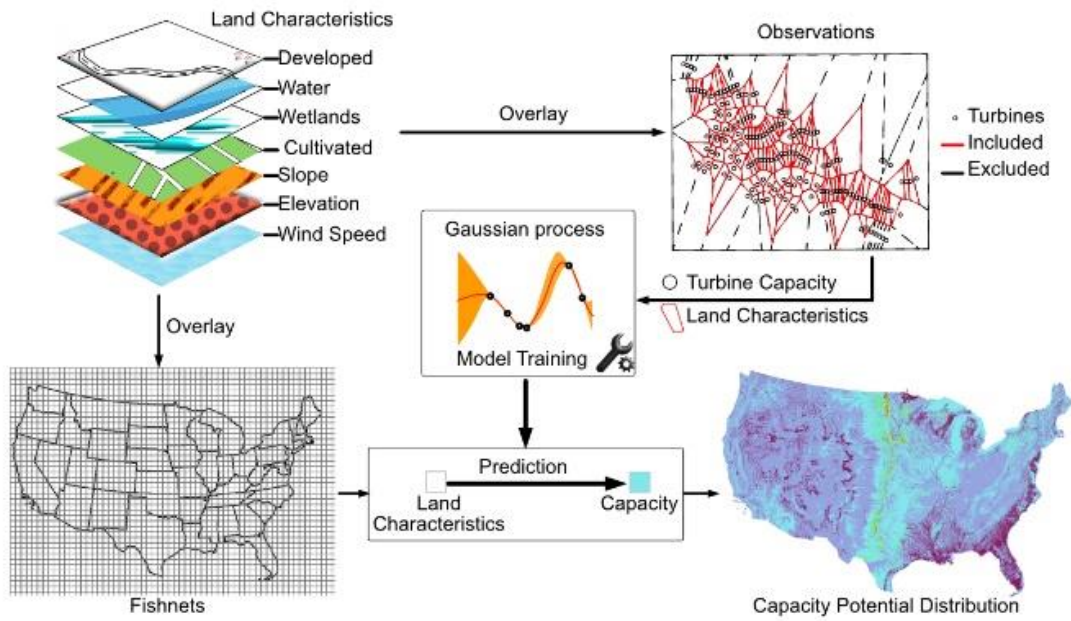 Land Characteristics
Developed
Water
Wetlands
Cultivated
Slope
Elevation
Wind Speed
Overlay
Observations
Turbines
Included
Excluded
Gaussian process
Model Training
Turbine Capacity
Land Characteristics
Overlay
Fishnets
Prediction
Land
Characteristics
Capacity
Capacity Potential Distribution